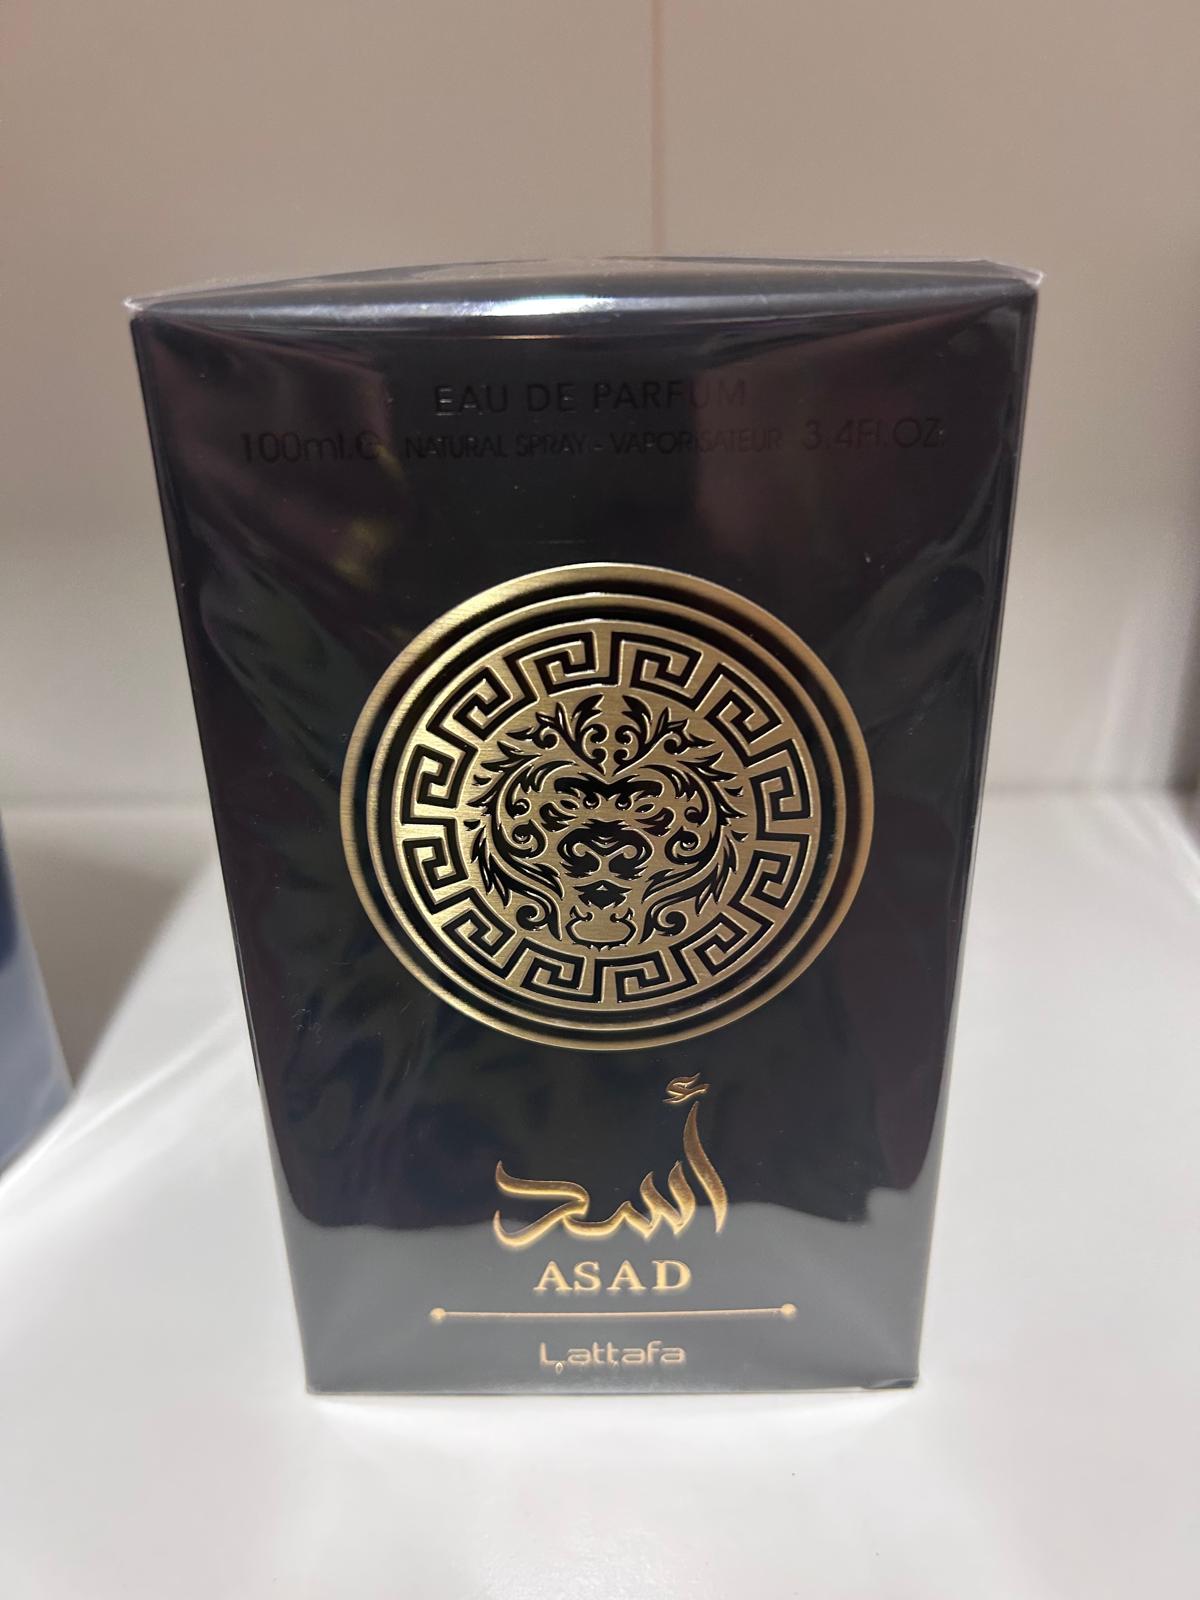 EAU DE PARFUM
100ml.℮ NATURAL SPRAY - VAPORISATEUR 3.4Fl.OZ.
أسد
ASAD
Lattafa